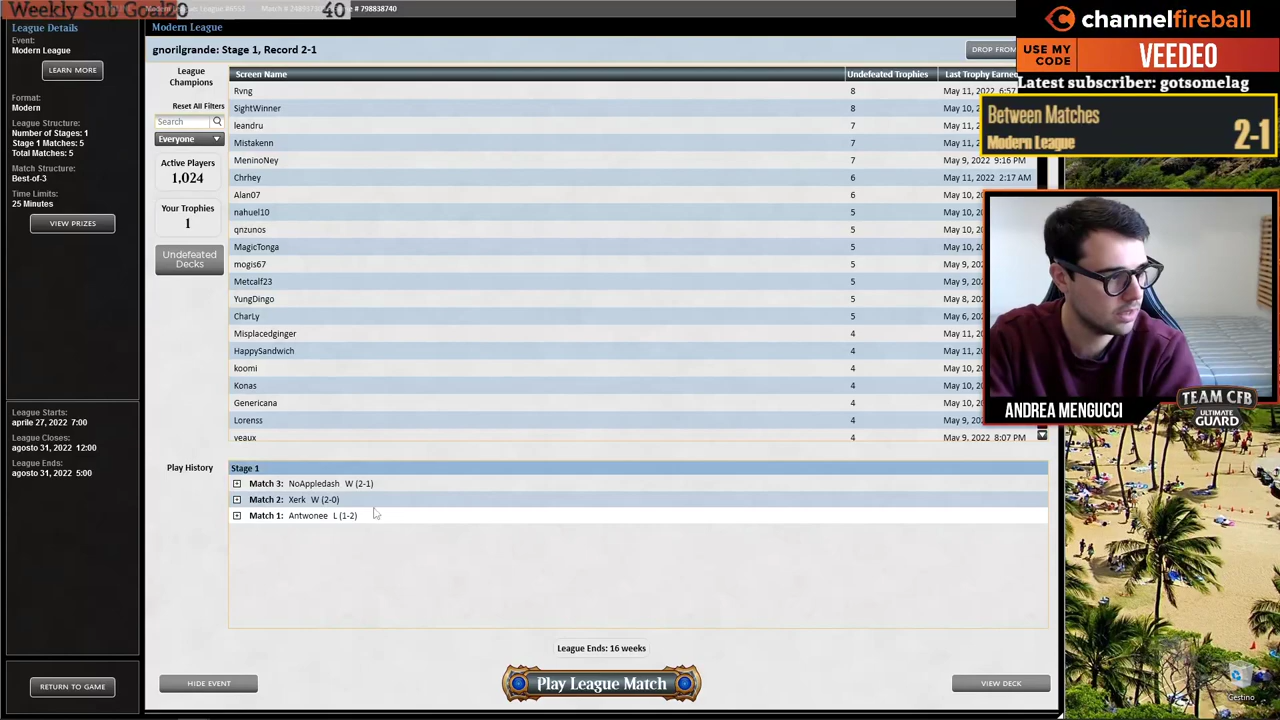 Weekly Sub Goal
40
798838740
League Details
Event:
Modern League
LEARN MORE
Format:
Modern
League Structure:
Number of Stages: 1
Stage 1 Matches: 5
Total Matches: 5
Match Structure:
Best-of-3
Time Limits:
25 Minutes
VIEW PRIZES
League Starts:
aprile 27, 2022 7:00
League Closes:
agosto 31, 2022 12:00
League Ends:
agosto 31, 2022 5:00
RETURN TO GAME
Modern League
gnorilgrande: Stage 1, Record 2-1
DROP FROM
League
Champions
Reset All Filters
Search
Everyone
Active Players
1,024
Your Trophies
1
Undefeated
Decks
Screen Name Undefeated Trophies Last Trophy Earned
Rvng 8 May 11, 2022 6:57
SightWinner 8 May 10, 2
leandru 7 May 11, 2
Mistakenn 7 May 11, 2
MeninoNey 7 May 9, 2022 9:16 PM
Chrhey 6 May 11, 2022 2:17 AM
Alan07 6 May 10, 20
nahuel10 5 May 10, 20
qnzunos 5 May 10, 20
MagicTonga 5 May 10, 20
mogis67 5 May 9, 202
Metcalf23 5 May 9, 202
YungDingo 5 May 8, 202
CharLy 5 May 6, 202
Misplacedginger 4 May 11, 20
HappySandwich 4 May 11, 20
koomi 4 May 10, 20
Konas 4 May 10, 20
Genericana 4 May 10, 20
Lorenss 4 May 9, 202
veaux 4 May 9, 2022 8:07 PM
Play History
Stage 1
Match 3: NoAppledash W (2-1)
Match 2: Xerk W (2-0)
Match 1: Antwonee L (1-2)
League Ends: 16 weeks
HIDE EVENT
Play League Match
VIEW DECK
channelfireball
USE MY
CODE
VEEDEO
Latest subscriber: gotsomelag
Between Matches
Modern League
2-1
ANDREA MENGUCCI
TEAM CFB
ULTIMATE
GUARD
Cestino